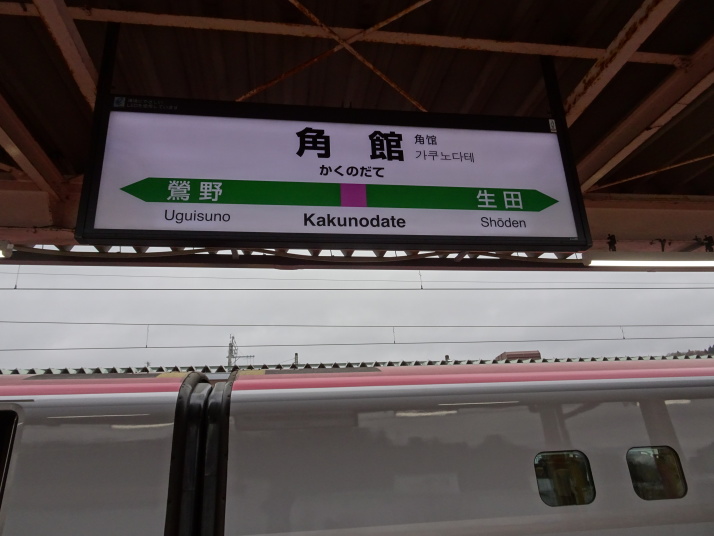 角館
角馆
가쿠노다테
かくのだて
鶯野
生田
Uguisuno
Kakunodate
Shōden